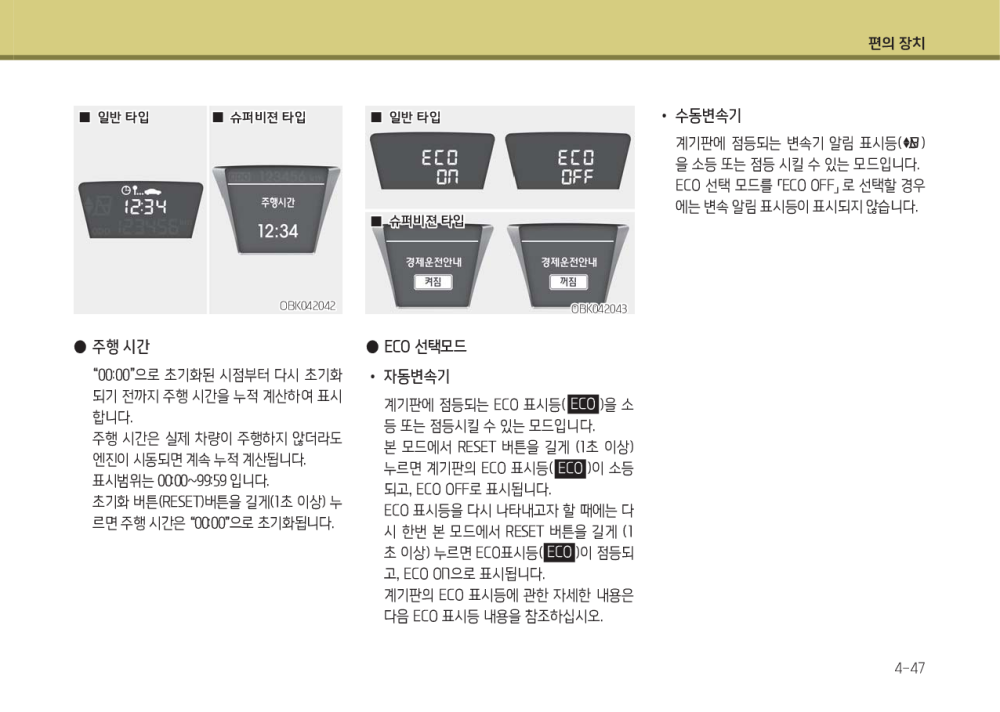 편의 장치
■ 일반 타입
■ 슈퍼비젼 타입
12:34
주행시간
12:34
OBK042042
● 주행 시간
“00:00”으로 초기화된 시점부터 다시 초기화
되기 전까지 주행 시간을 누적 계산하여 표시
합니다.
주행 시간은 실제 차량이 주행하지 않더라도
엔진이 시동되면 계속 누적 계산됩니다.
표시범위는 00:00~99:59 입니다.
초기화 버튼(RESET)버튼을 길게(1초 이상) 누
르면 주행 시간은 “00:00”으로 초기화됩니다.
■ 일반 타입
ECO
ON
ECO
OFF
■ 슈퍼비젼 타입
경제운전안내
켜짐
경제운전안내
꺼짐
OBK042043
● ECO 선택모드
• 자동변속기
계기판에 점등되는 ECO 표시등( ECO )을 소
등 또는 점등시킬 수 있는 모드입니다.
본 모드에서 RESET 버튼을 길게 (1초 이상)
누르면 계기판의 ECO 표시등( ECO )이 소등
되고, ECO OFF로 표시됩니다.
ECO 표시등을 다시 나타내고자 할 때에는 다
시 한번 본 모드에서 RESET 버튼을 길게 (1
초 이상) 누르면 ECO표시등( ECO )이 점등되
고, ECO ON으로 표시됩니다.
계기판의 ECO 표시등에 관한 자세한 내용은
다음 ECO 표시등 내용을 참조하십시오.
• 수동변속기
계기판에 점등되는 변속기 알림 표시등( )
을 소등 또는 점등 시킬 수 있는 모드입니다.
ECO 선택 모드를 「ECO OFF」로 선택할 경우
에는 변속 알림 표시등이 표시되지 않습니다.
4-47